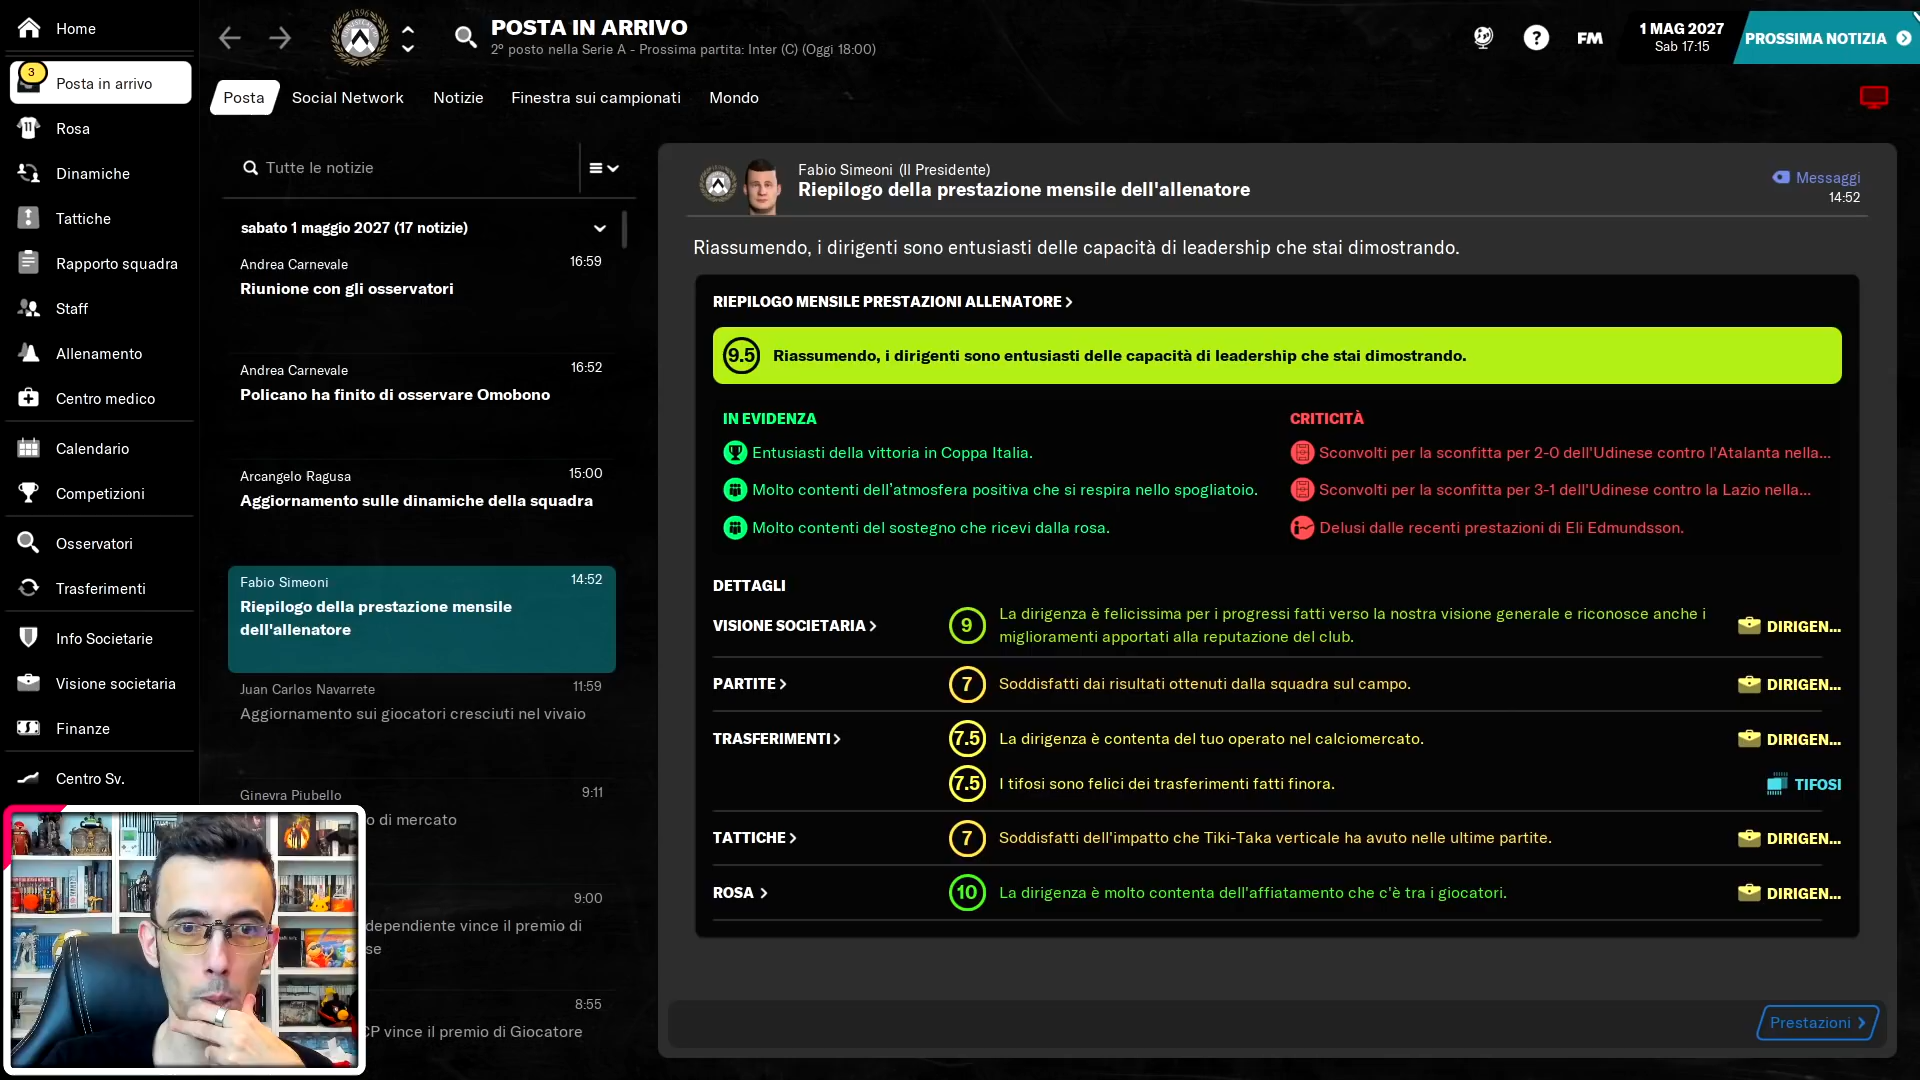 Home
3
Posta in arrivo
Rosa
Dinamiche
Tattiche
Rapporto squadra
Staff
Allenamento
Centro medico
Calendario
Competizioni
Osservatori
Trasferimenti
Info Societarie
Visione societaria
Finanze
Centro Sv.
1896
POSTA IN ARRIVO
2º posto nella Serie A - Prossima partita: Inter (C) (Oggi 18:00)
?
FM
1 MAG 2027
Sab 17:15
PROSSIMA NOTIZIA
Posta
Social Network
Notizie
Finestra sui campionati
Mondo
Tutte le notizie
sabato 1 maggio 2027 (17 notizie)
Andrea Carnevale
16:59
Riunione con gli osservatori
Andrea Carnevale
16:52
Policano ha finito di osservare Omobono
Arcangelo Ragusa
15:00
Aggiornamento sulle dinamiche della squadra
Fabio Simeoni
14:52
Riepilogo della prestazione mensile
dell'allenatore
Juan Carlos Navarrete
11:59
Aggiornamento sui giocatori cresciuti nel vivaio
Ginevra Piubello
9:11
o di mercato
9:00
dependiente vince il premio di
se
8:55
CP vince il premio di Giocatore
Fabio Simeoni (Il Presidente)
Riepilogo della prestazione mensile dell'allenatore
Messaggi
14:52
Riassumendo, i dirigenti sono entusiasti delle capacità di leadership che stai dimostrando.
RIEPILOGO MENSILE PRESTAZIONI ALLENATORE
9.5 Riassumendo, i dirigenti sono entusiasti delle capacità di leadership che stai dimostrando.
IN EVIDENZA
Entusiasti della vittoria in Coppa Italia.
Molto contenti dell'atmosfera positiva che si respira nello spogliatoio.
Molto contenti del sostegno che ricevi dalla rosa.
CRITICITÀ
Sconvolti per la sconfitta per 2-0 dell'Udinese contro l'Atalanta nella...
Sconvolti per la sconfitta per 3-1 dell'Udinese contro la Lazio nella...
Delusi dalle recenti prestazioni di Eli Edmundsson.
DETTAGLI
VISIONE SOCIETARIA
9
La dirigenza è felicissima per i progressi fatti verso la nostra visione generale e riconosce anche i
miglioramenti apportati alla reputazione del club.
DIRIGEN...
PARTITE
7
Soddisfatti dai risultati ottenuti dalla squadra sul campo.
DIRIGEN...
TRASFERIMENTI
7.5
La dirigenza è contenta del tuo operato nel calciomercato.
DIRIGEN...
7.5
I tifosi sono felici dei trasferimenti fatti finora.
TIFOSI
TATTICHE
7
Soddisfatti dell'impatto che Tiki-Taka verticale ha avuto nelle ultime partite.
DIRIGEN...
ROSA
10
La dirigenza è molto contenta dell'affiatamento che c'è tra i giocatori.
DIRIGEN...
Prestazioni